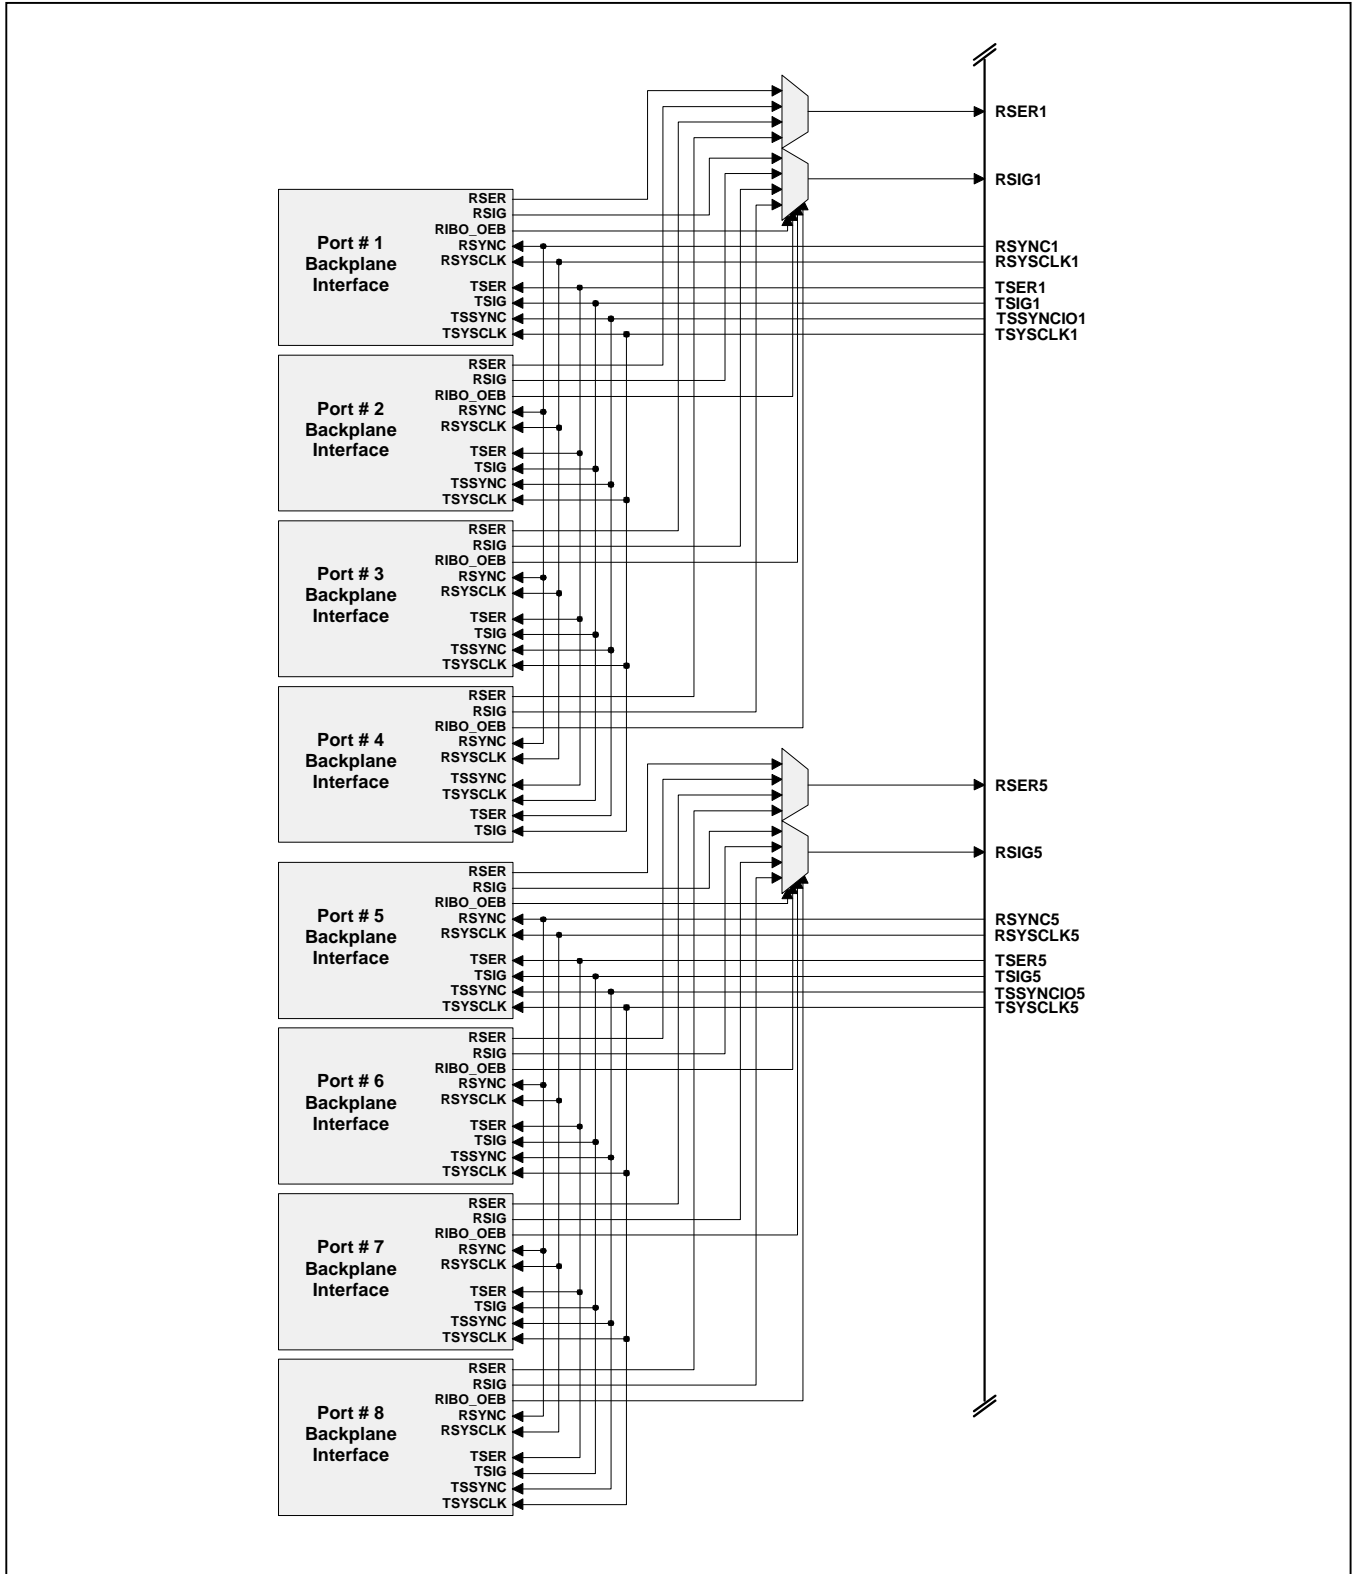 RSER1
RSIG1
RSER
RSIG
RIBO_OEB
RSYNC
RSYSCLK
TSER
TSIG
TSSYNC
TSYSCLK
Port # 1
Backplane
Interface
RSYNC1
RSYSCLK1
TSER1
TSIG1
TSSYNCIO1
TSYSCLK1
RSER
RSIG
RIBO_OEB
RSYNC
RSYSCLK
TSER
TSIG
TSSYNC
TSYSCLK
Port # 2
Backplane
Interface
RSER
RSIG
RIBO_OEB
RSYNC
RSYSCLK
TSER
TSIG
TSSYNC
TSYSCLK
Port # 3
Backplane
Interface
RSER
RSIG
RIBO_OEB
RSYNC
RSYSCLK
TSSYNC
TSYSCLK
TSER
TSIG
Port # 4
Backplane
Interface
RSER5
RSIG5
RSER
RSIG
RIBO_OEB
RSYNC
RSYSCLK
TSER
TSIG
TSSYNC
TSYSCLK
Port # 5
Backplane
Interface
RSYNC5
RSYSCLK5
TSER5
TSIG5
TSSYNCIO5
TSYSCLK5
RSER
RSIG
RIBO_OEB
RSYNC
RSYSCLK
TSER
TSIG
TSSYNC
TSYSCLK
Port # 6
Backplane
Interface
RSER
RSIG
RIBO_OEB
RSYNC
RSYSCLK
TSER
TSIG
TSSYNC
TSYSCLK
Port # 7
Backplane
Interface
RSER
RSIG
RIBO_OEB
RSYNC
RSYSCLK
TSER
TSIG
TSSYNC
TSYSCLK
Port # 8
Backplane
Interface